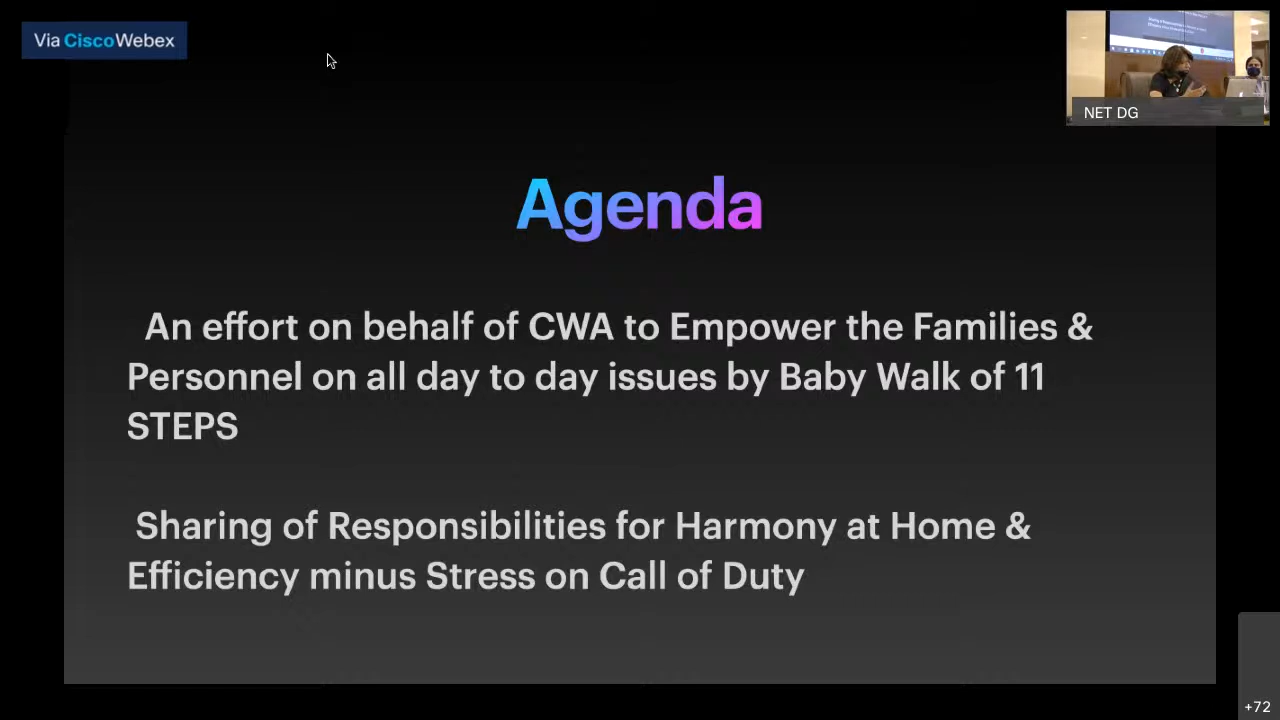 Via Cisco Webex
NET DG
Agenda
An effort on behalf of CWA to Empower the Families &
Personnel on all day to day issues by Baby Walk of 11
STEPS
Sharing of Responsibilities for Harmony at Home &
Efficiency minus Stress on Call of Duty
+72